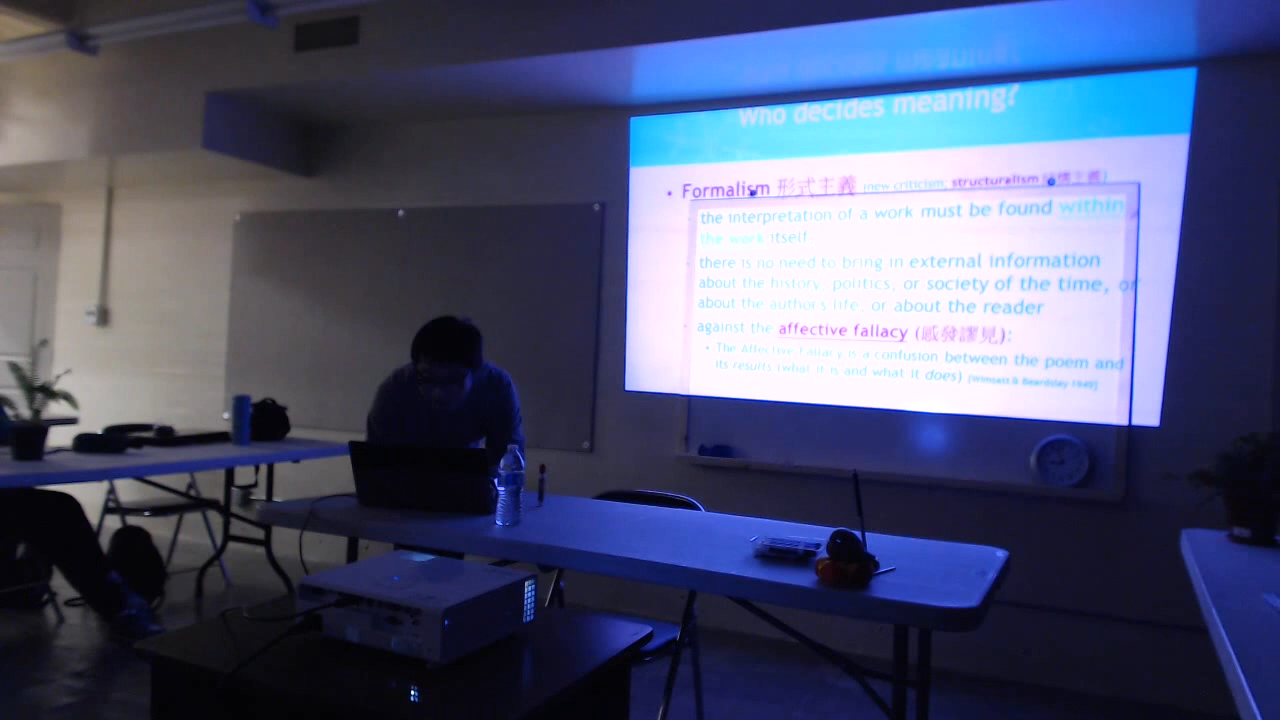 Who decides meaning?
• Formalism 形式主義 (new criticism, structuralism 結構主義)
the interpretation of a work must be found within
the work itself
there is no need to bring in external information
about the history, politics, or society of the time, or
about the author's life, or about the reader
against the affective fallacy (感發謬見):
• The Affective Fallacy is a confusion between the poem and
its results (what it is and what it does) [Wimsatt & Beardsley 1949]